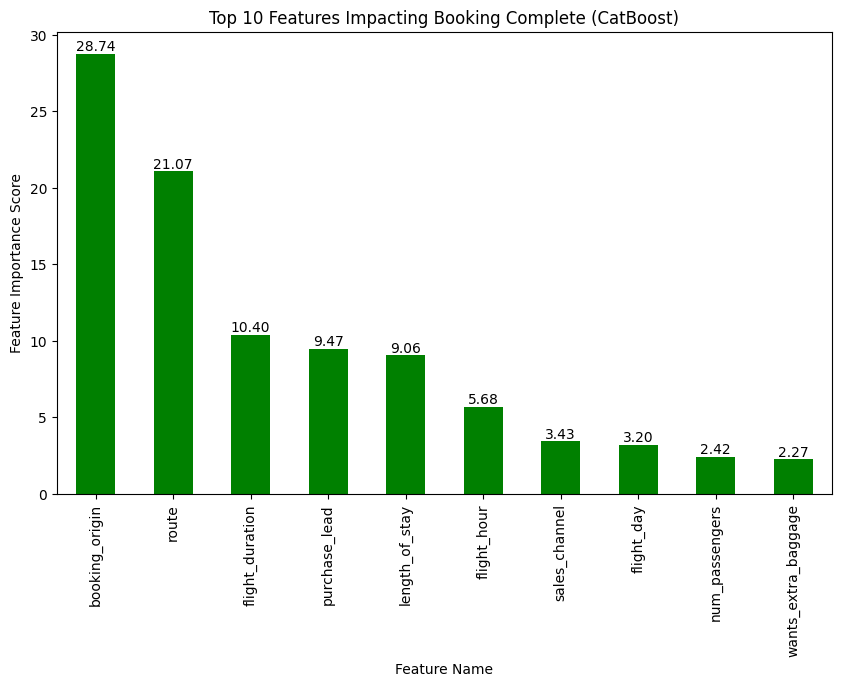 Top 10 Features Impacting Booking Complete (CatBoost)
Feature Importance Score
30
25
20
15
10
5
0
28.74
21.07
10.40
9.47
9.06
5.68
3.43
3.20
2.42
2.27
booking_origin
route
flight_duration
purchase_lead
length_of_stay
flight_hour
sales_channel
flight_day
num_passengers
wants_extra_baggage
Feature Name